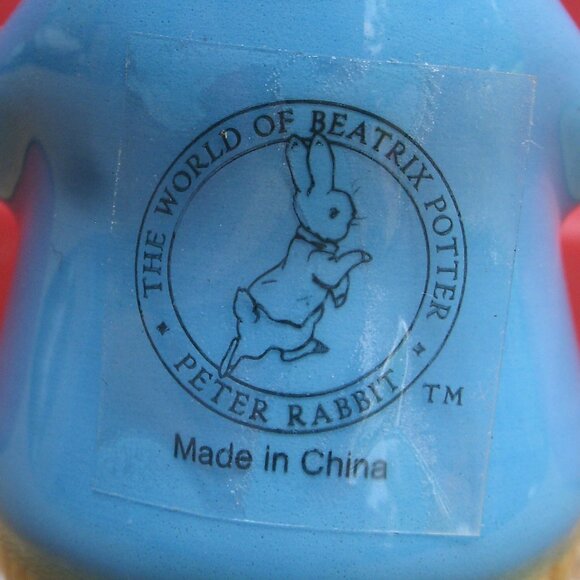 THE WORLD OF BEATRIX POTTER
PETER RABBIT
TM
Made in China